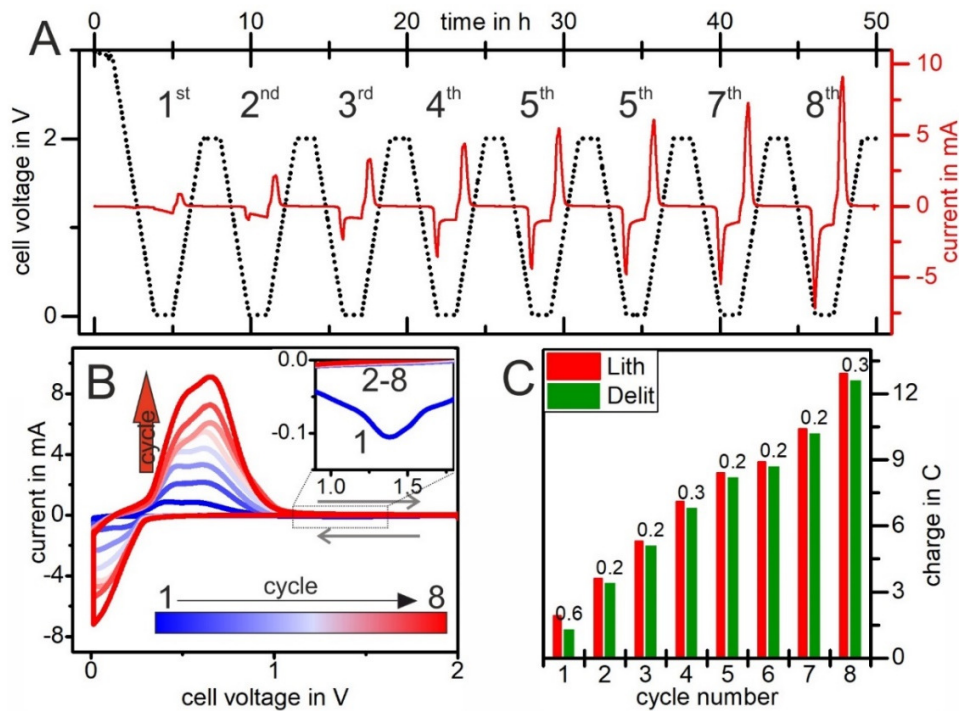 0 10 20 time in h 30 40 50
A
1st 2nd 3rd 4th 5th 5th 7th 8th
cell voltage in V
2
0
10
5
0
-5
current in mA
B
8
4
0
-4
-8
current in mA
cycle
0.0
-0.1
2-8
1
1.0 1.5
cycle
1 8
0 1 2
cell voltage in V
C
Lith
Delit
0.6 0.2 0.2 0.3 0.2 0.2 0.2 0.3
12
9
6
3
0
charge in C
1 2 3 4 5 6 7 8
cycle number